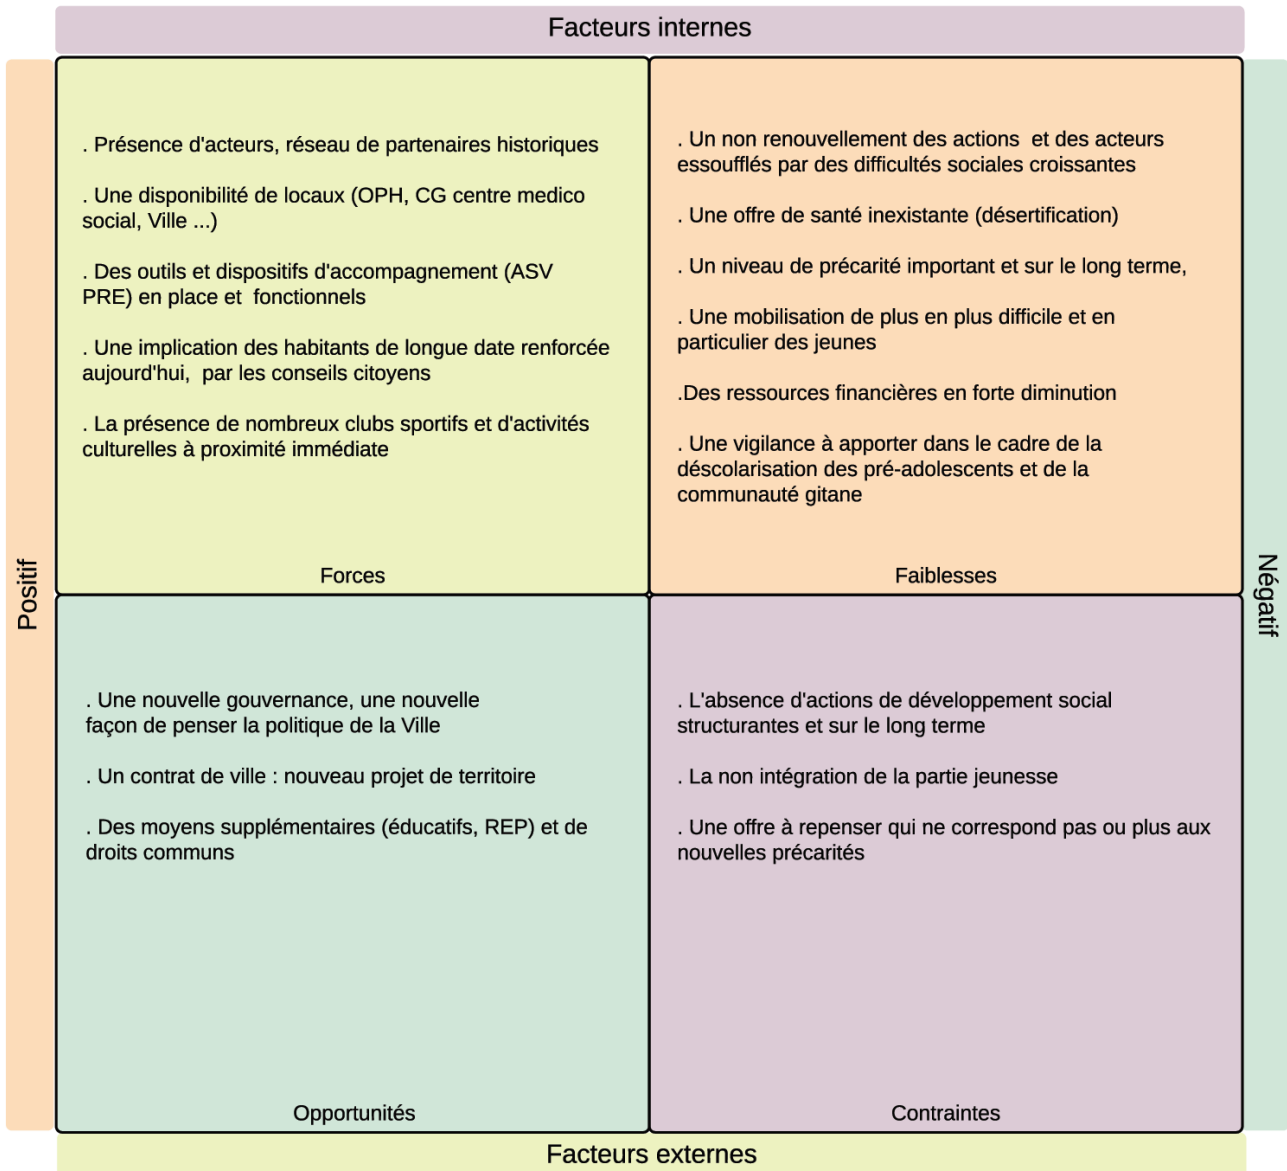 Facteurs internes
Positif
. Présence d'acteurs, réseau de partenaires historiques
. Une disponibilité de locaux (OPH, CG centre medico
social, Ville ...)
. Des outils et dispositifs d'accompagnement (ASV
PRE) en place et  fonctionnels
. Une implication des habitants de longue date renforcée
aujourd'hui,  par les conseils citoyens
. La présence de nombreux clubs sportifs et d'activités
culturelles à proximité immédiate
Forces
. Un non renouvellement des actions  et des acteurs
essoufflés par des difficultés sociales croissantes
. Une offre de santé inexistante (désertification)
. Un niveau de précarité important et sur le long terme,
. Une mobilisation de plus en plus difficile et en
particulier des jeunes
.Des ressources financières en forte diminution
. Une vigilance à apporter dans le cadre de la
déscolarisation des pré-adolescents et de la
communauté gitane
Faiblesses
Négatif
. Une nouvelle gouvernance, une nouvelle
façon de penser la politique de la Ville
. Un contrat de ville : nouveau projet de territoire
. Des moyens supplémentaires (éducatifs, REP) et de
droits communs
Opportunités
. L'absence d'actions de développement social
structurantes et sur le long terme
. La non intégration de la partie jeunesse
. Une offre à repenser qui ne correspond pas ou plus aux
nouvelles précarités
Contraintes
Facteurs externes